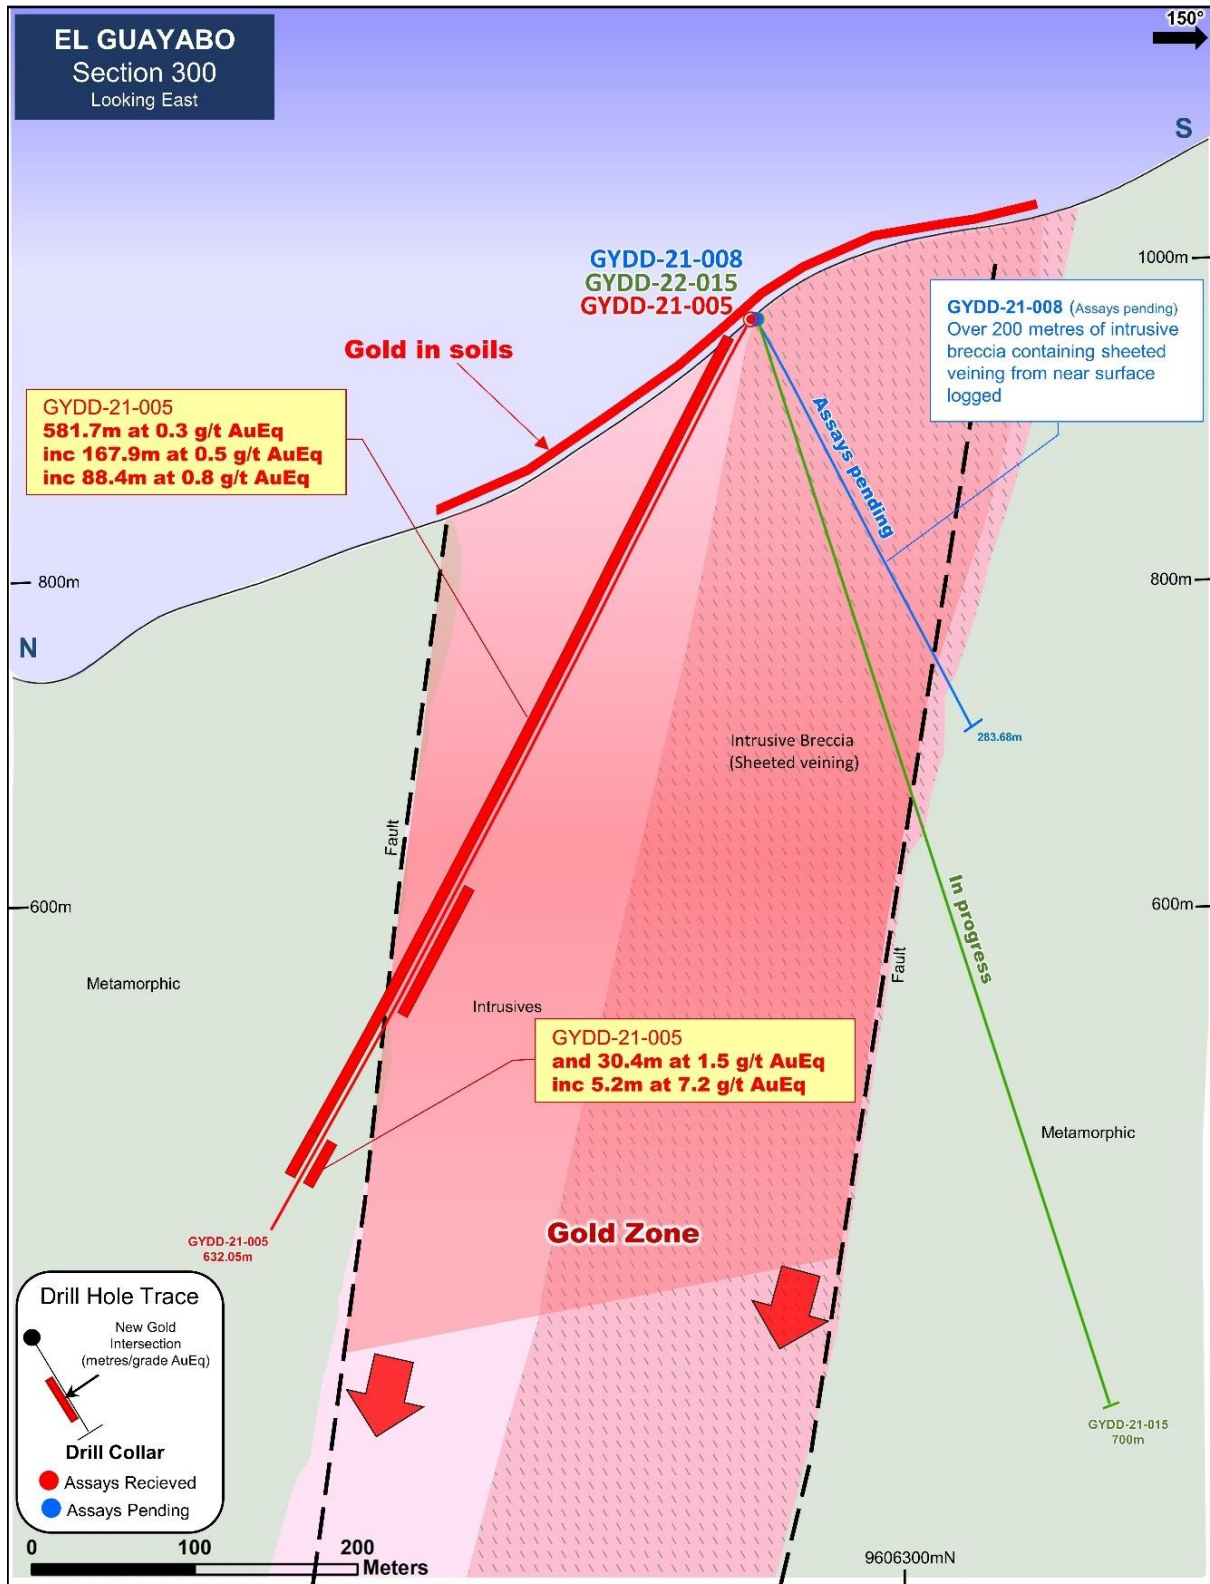 EL GUAYABO
Section 300
Looking East
150°
S
GYDD-21-008
GYDD-22-015
GYDD-21-005
1000m
GYDD-21-008 (Assays pending)
Over 200 metres of intrusive
breccia containing sheeted
veining from near surface
logged
Gold in soils
GYDD-21-005
581.7m at 0.3 g/t AuEq
inc 167.9m at 0.5 g/t AuEq
inc 88.4m at 0.8 g/t AuEq
Assays pending
800m
800m
N
283.68m
Intrusive Breccia
(Sheeted veining)
Fault
600m
600m
In progress
Fault
Metamorphic
Intrusives
GYDD-21-005
and 30.4m at 1.5 g/t AuEq
inc 5.2m at 7.2 g/t AuEq
Metamorphic
Gold Zone
GYDD-21-005
632.05m
Drill Hole Trace
New Gold
Intersection
(metres/grade AuEq)
Drill Collar
Assays Recieved
Assays Pending
GYDD-21-015
700m
0 100 200
Meters
9606300mN